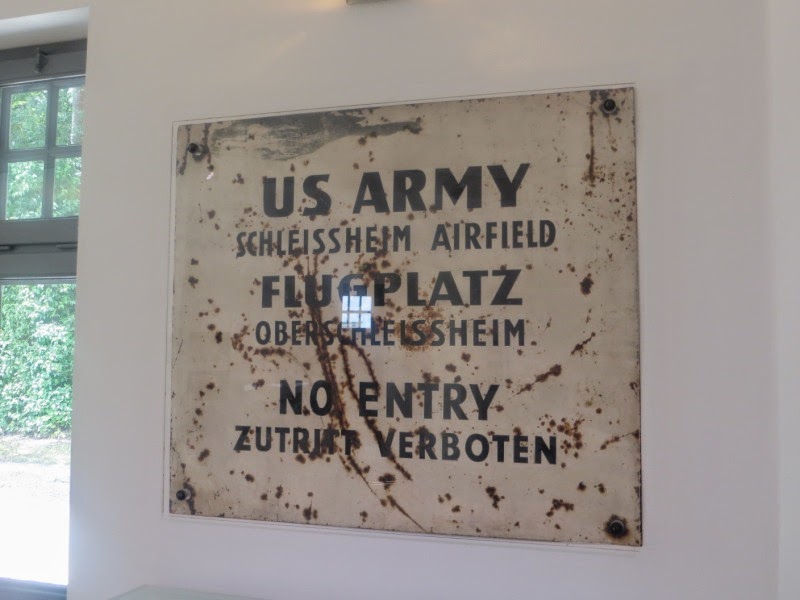 US ARMY
SCHLEISSHEIM AIRFIELD
FLUGPLATZ
OBERSCHLEISSHEIM.
NO ENTRY
ZUTRITT VERBOTEN